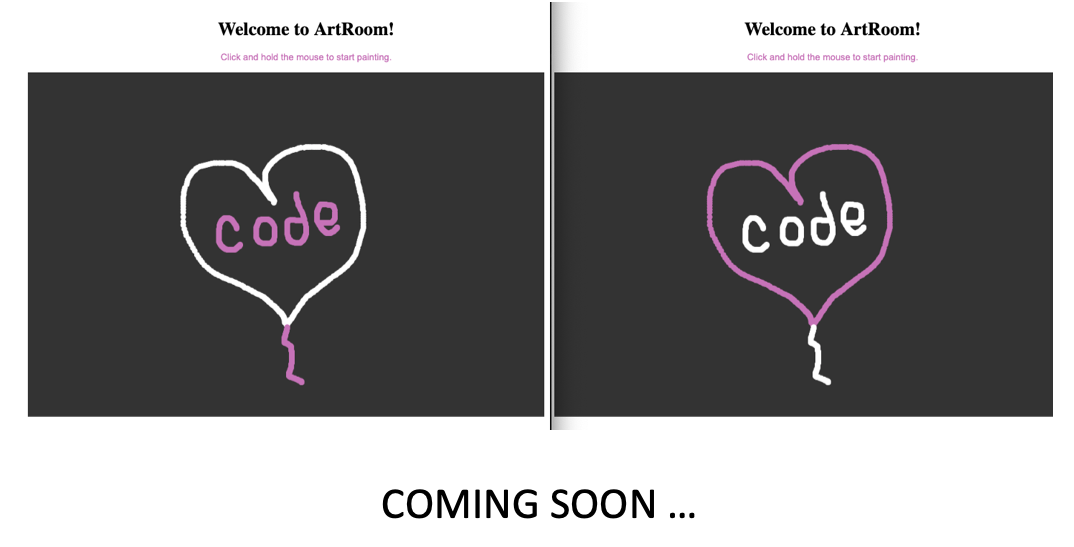 Welcome to ArtRoom!
Click and hold the mouse to start painting.
code
Welcome to ArtRoom!
Click and hold the mouse to start painting.
code
COMING SOON ...